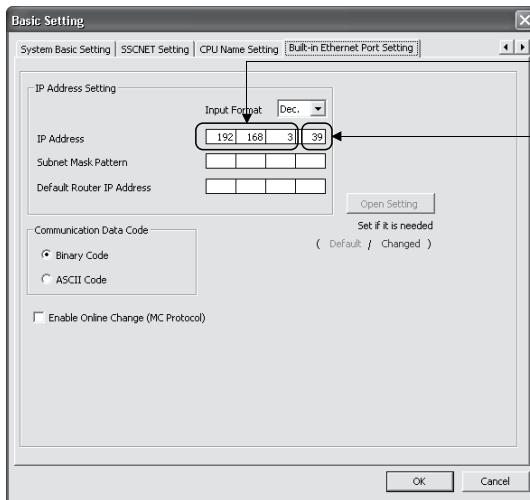 Basic Setting
System Basic Setting SSCNET Setting CPU Name Setting Built-in Ethernet Port Setting
IP Address Setting
Input Format Dec.
IP Address 192 168 3 39
Subnet Mask Pattern
Default Router IP Address
Open Setting
Set if it is needed
( Default / Changed )
Communication Data Code
Binary Code
ASCII Code
Enable Online Change (MC Protocol)
OK Cancel